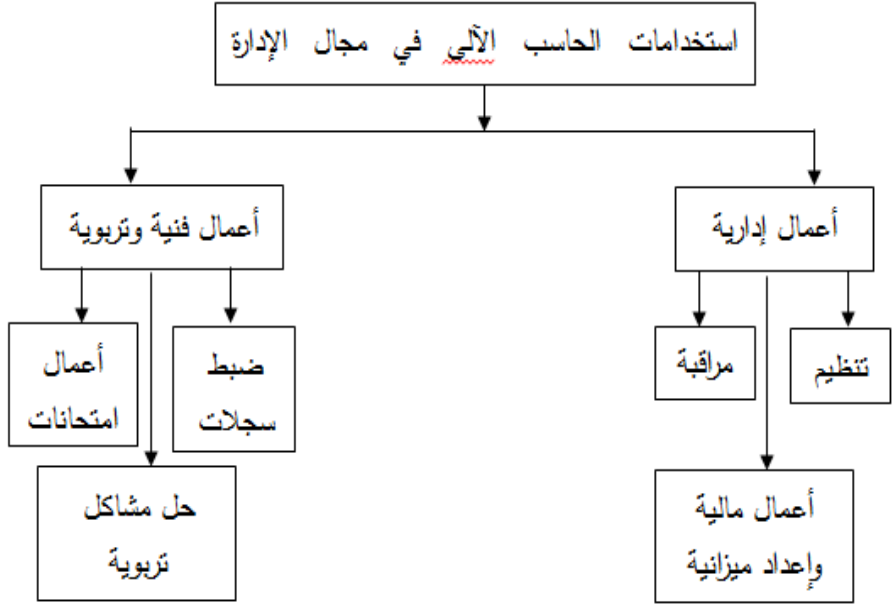 استخدامات الحاسب الآلي في مجال الإدارة
أعمال إدارية
أعمال فنية وتربوية
تنظيم
مراقبة
أعمال مالية
وإعداد ميزانية
ضبط
سجلات
أعمال
امتحانات
حل مشاكل
تربوية